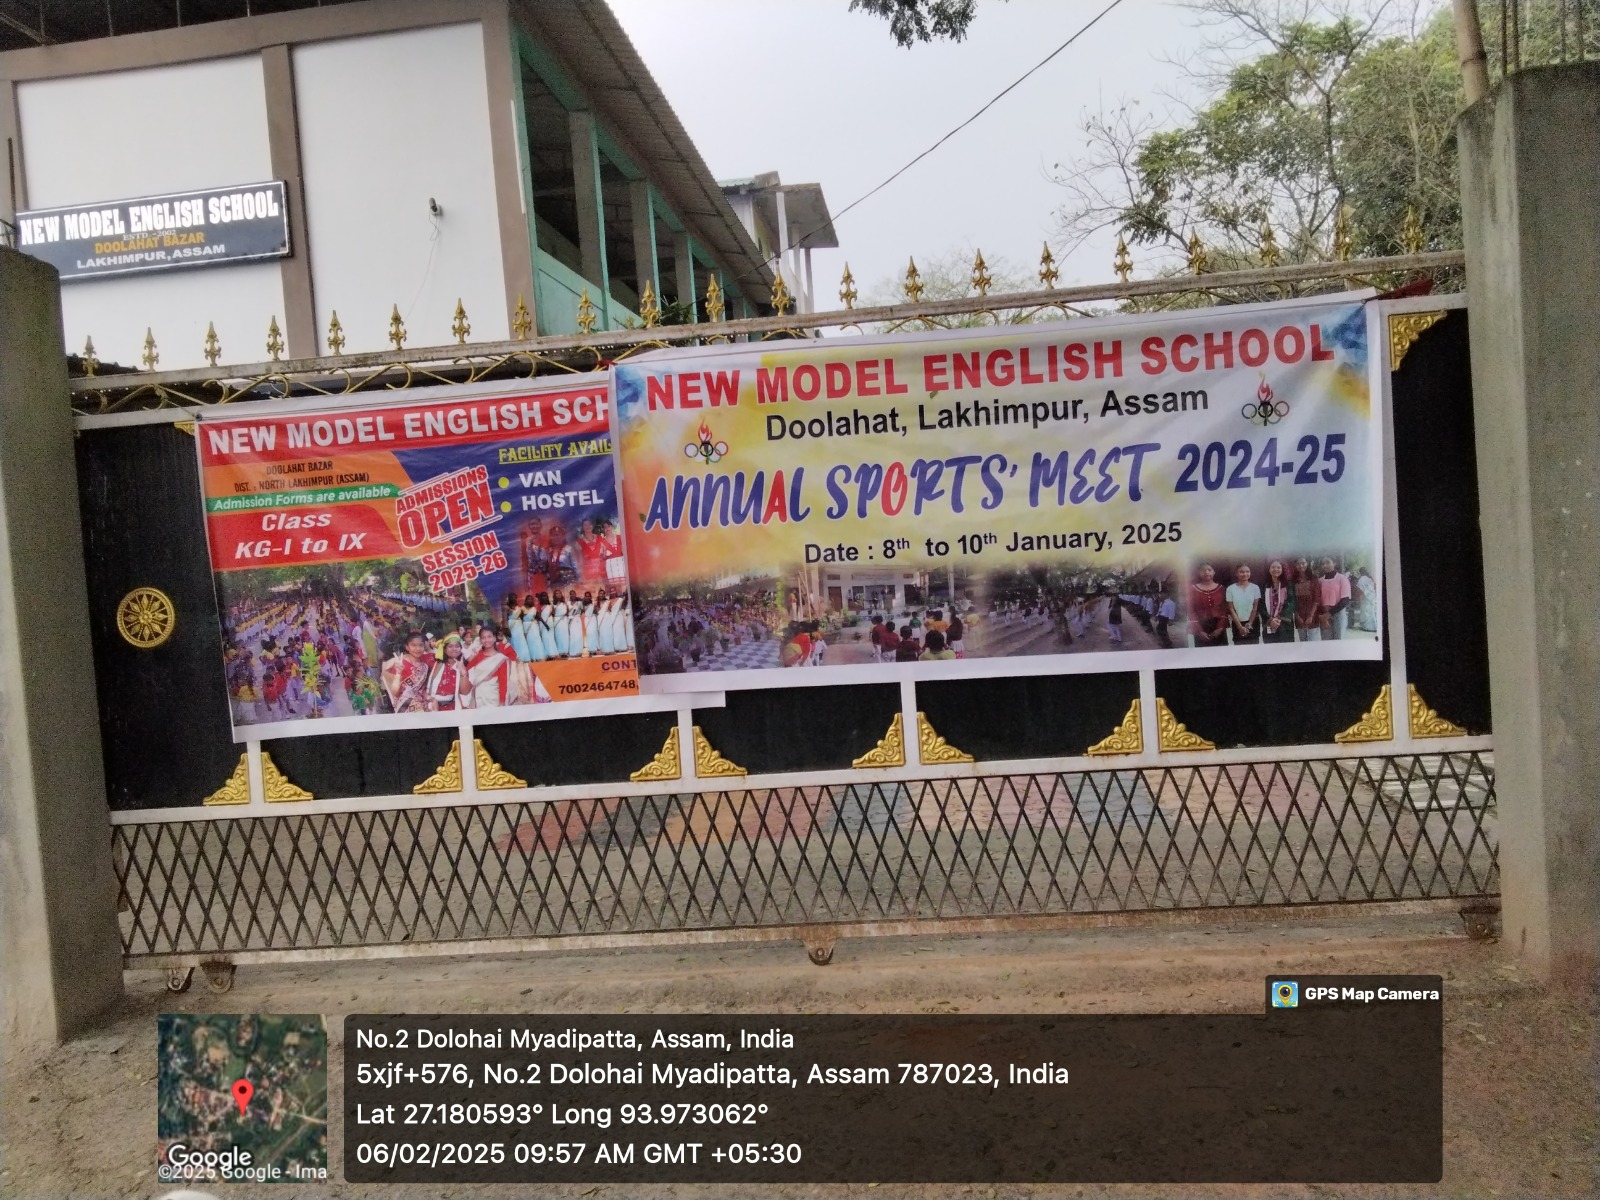 NEW MODEL ENGLISH SCHOOL
ESTD.-2002
DOOLAHAT BAZAR
LAKHIMPUR, ASSAM
NEW MODEL ENGLISH SCH
DOOLAHAT BAZAR
DIST. : NORTH LAKHIMPUR (ASSAM)
Admission Forms are available
Class
KG-I to IX
ADMISSIONS
OPEN
SESSION
2025-26
FACILITY AVAIL
VAN
HOSTEL
CONT
7002464748,
NEW MODEL ENGLISH SCHOOL
Doolahat, Lakhimpur, Assam
ANNUAL SPORTS' MEET 2024-25
Date : 8th to 10th January, 2025
GPS Map Camera
No.2 Dolohai Myadipatta, Assam, India
5xjf+576, No.2 Dolohai Myadipatta, Assam 787023, India
Lat 27.180593° Long 93.973062°
06/02/2025 09:57 AM GMT +05:30
Google
©2025 Google - Ima